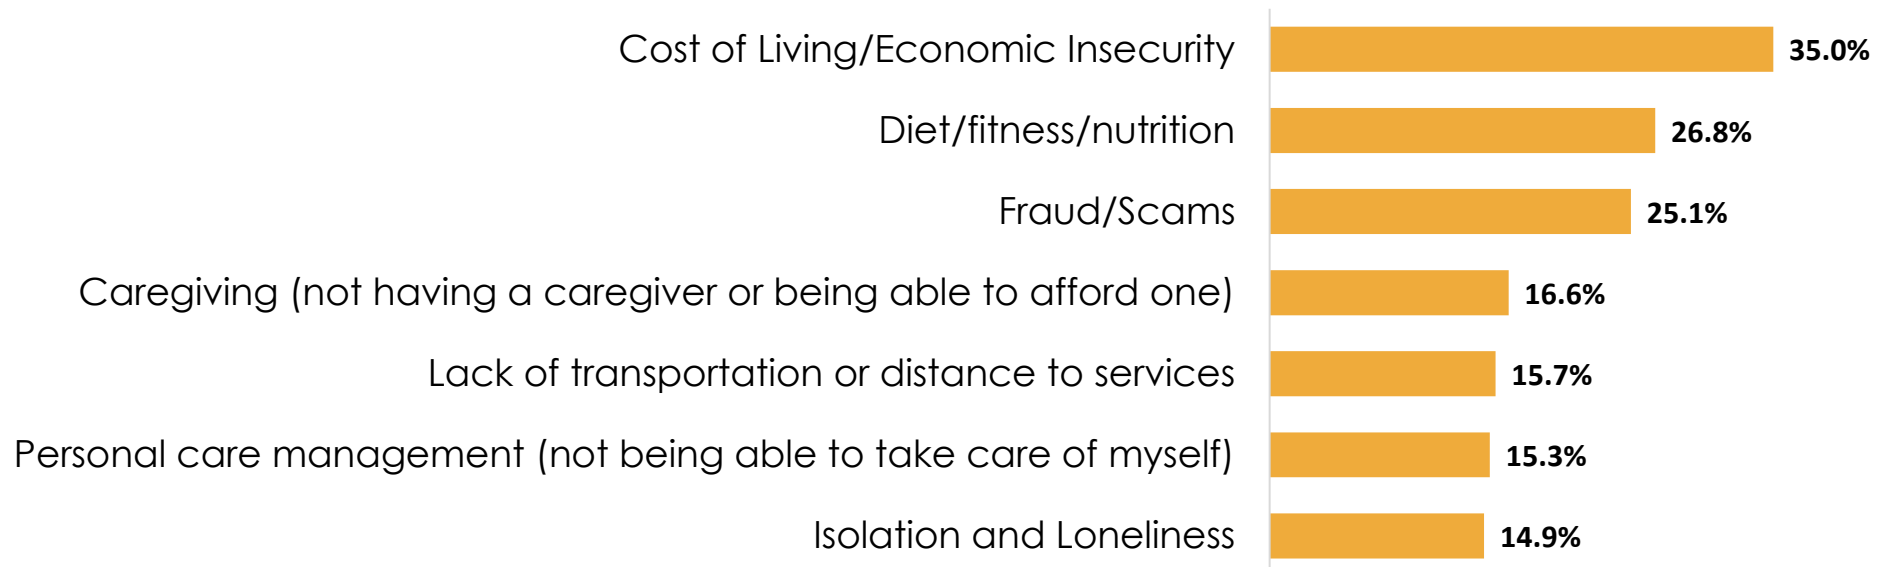 Cost of Living/Economic Insecurity 35.0%
Diet/fitness/nutrition 26.8%
Fraud/Scams 25.1%
Caregiving (not having a caregiver or being able to afford one) 16.6%
Lack of transportation or distance to services 15.7%
Personal care management (not being able to take care of myself) 15.3%
Isolation and Loneliness 14.9%